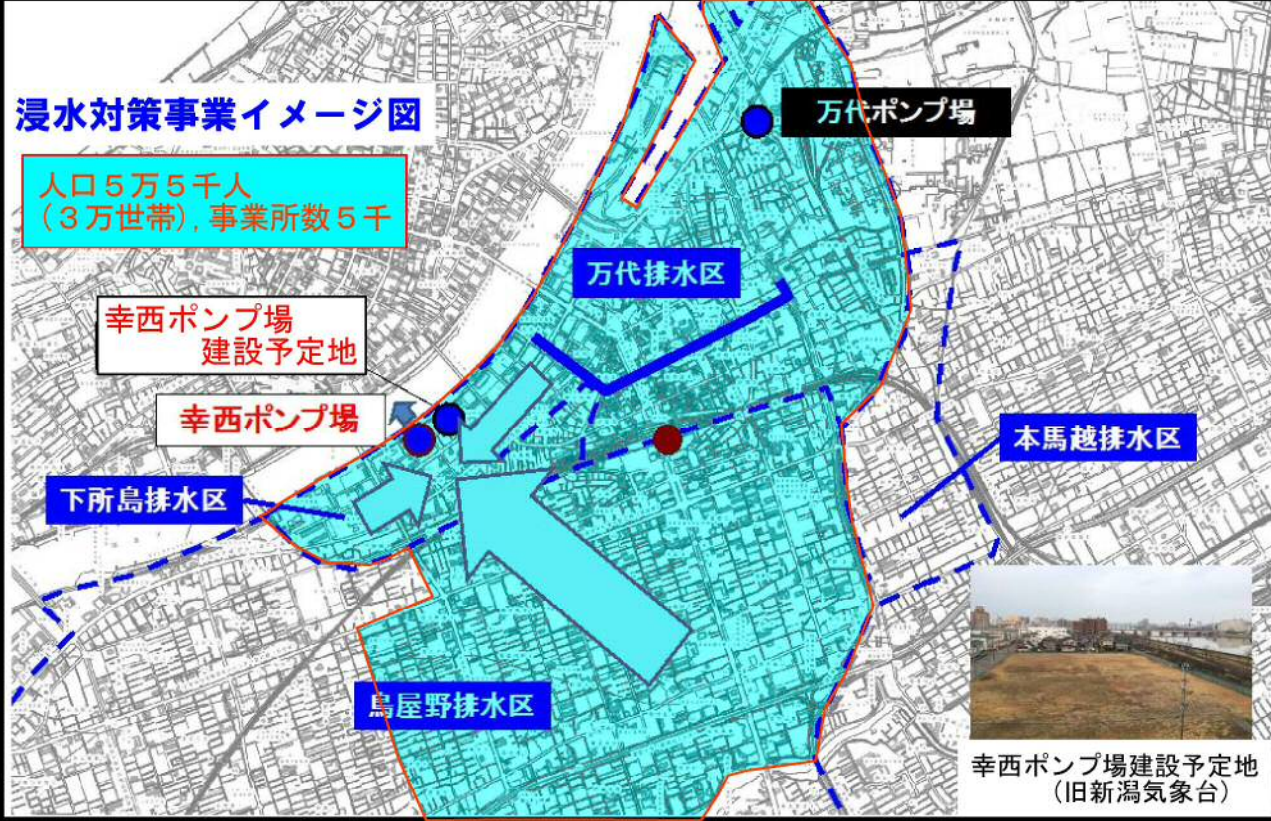 浸水対策事業イメージ図
人口５万５千人
（３万世帯），事業所数５千
万代ポンプ場
万代排水区
幸西ポンプ場
建設予定地
幸西ポンプ場
本馬越排水区
下所島排水区
鳥屋野排水区
幸西ポンプ場建設予定地
（旧新潟気象台）